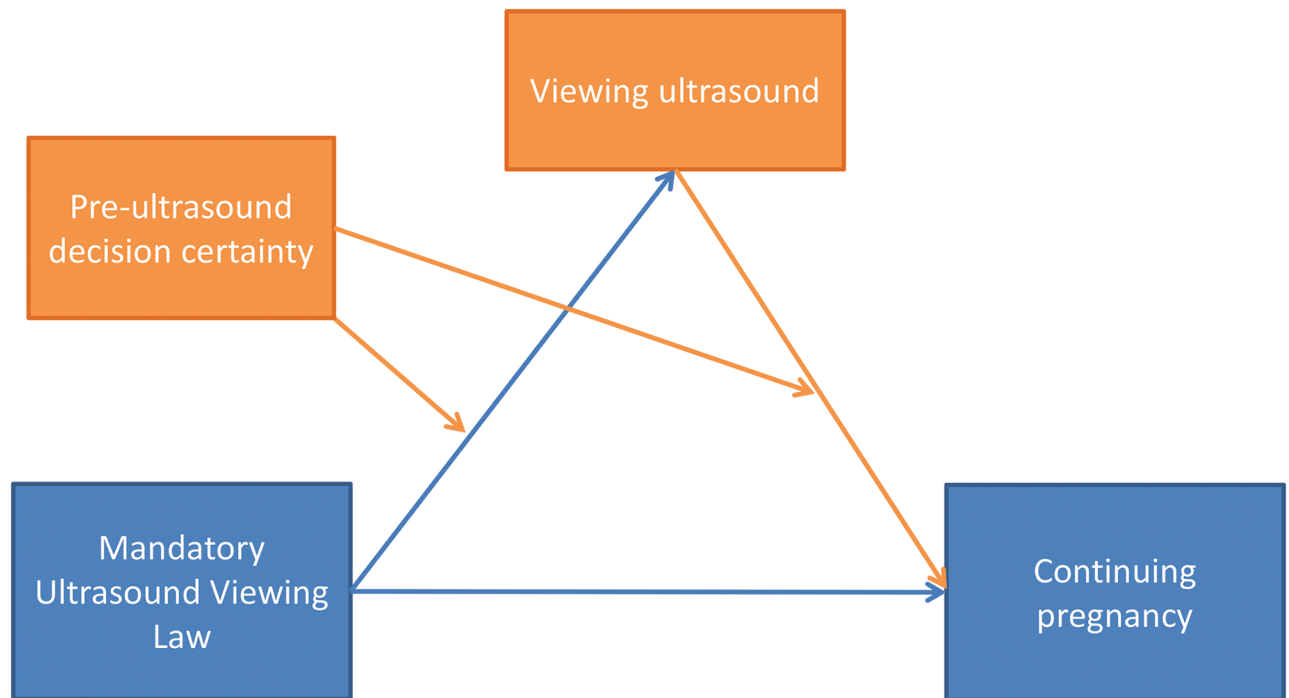 Viewing ultrasound
Pre-ultrasound
decision certainty
Mandatory
Ultrasound Viewing
Law
Continuing
pregnancy